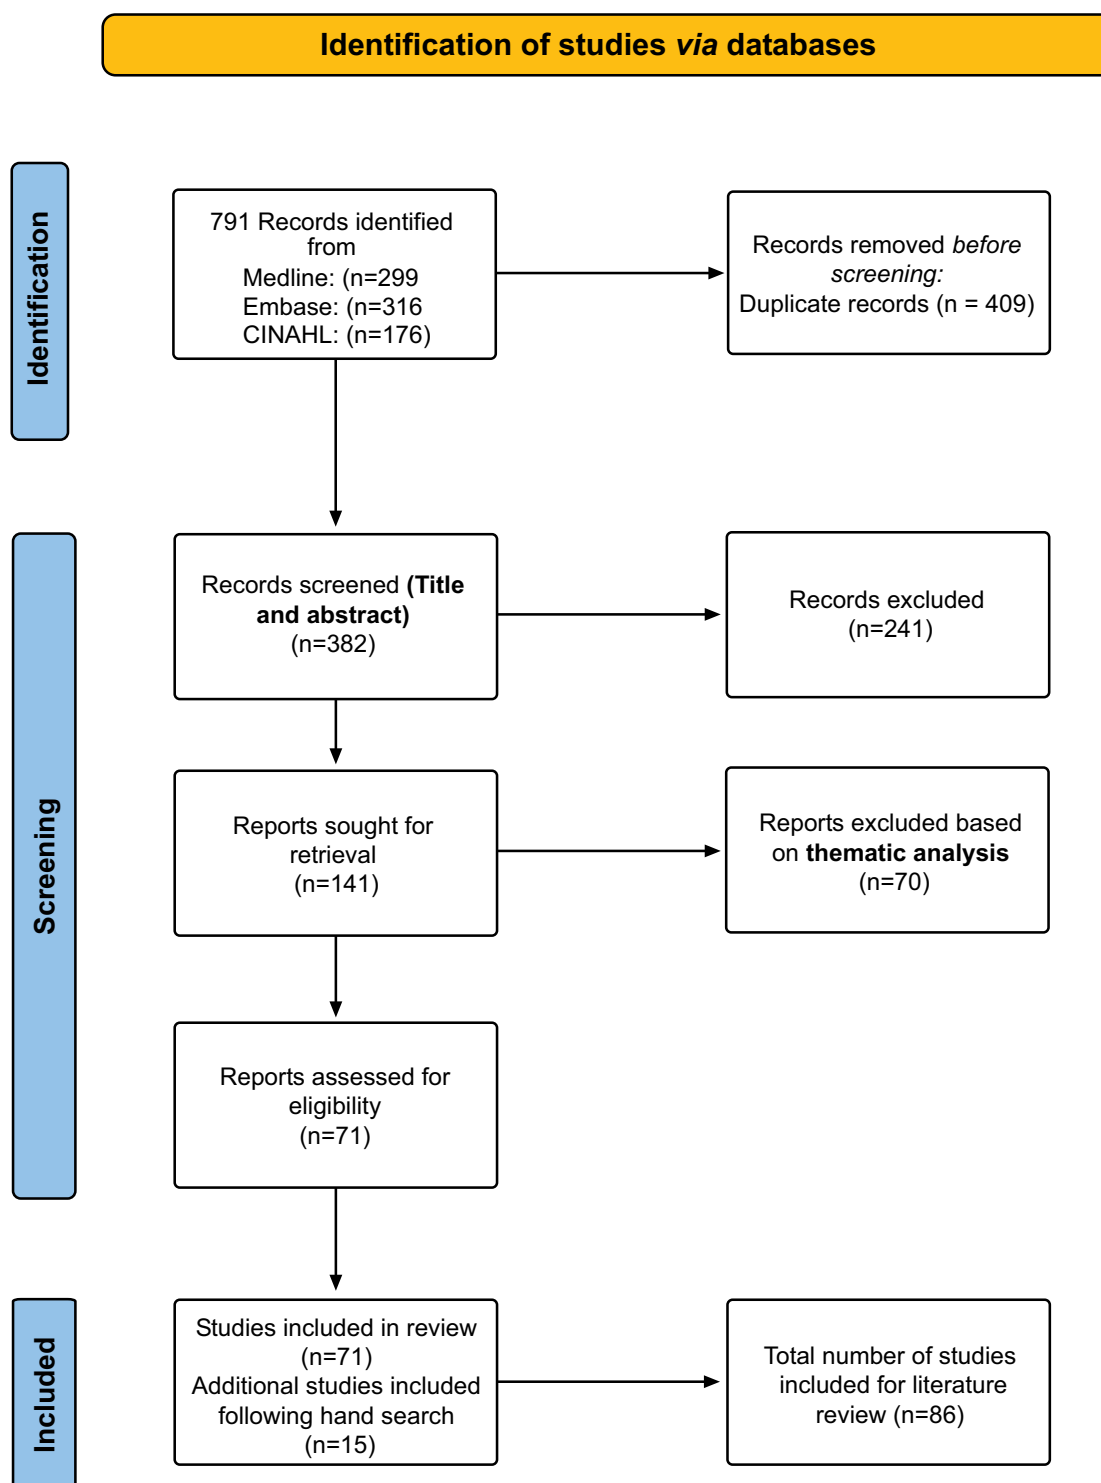 Identification of studies via databases
Identification
791 Records identified
from
Medline: (n=299
Embase: (n=316
CINAHL: (n=176)
Records removed before
screening:
Duplicate records (n = 409)
Screening
Records screened (Title
and abstract)
(n=382)
Records excluded
(n=241)
Reports sought for
retrieval
(n=141)
Reports excluded based
on thematic analysis
(n=70)
Reports assessed for
eligibility
(n=71)
Included
Studies included in review
(n=71)
Additional studies included
following hand search
(n=15)
Total number of studies
included for literature
review (n=86)